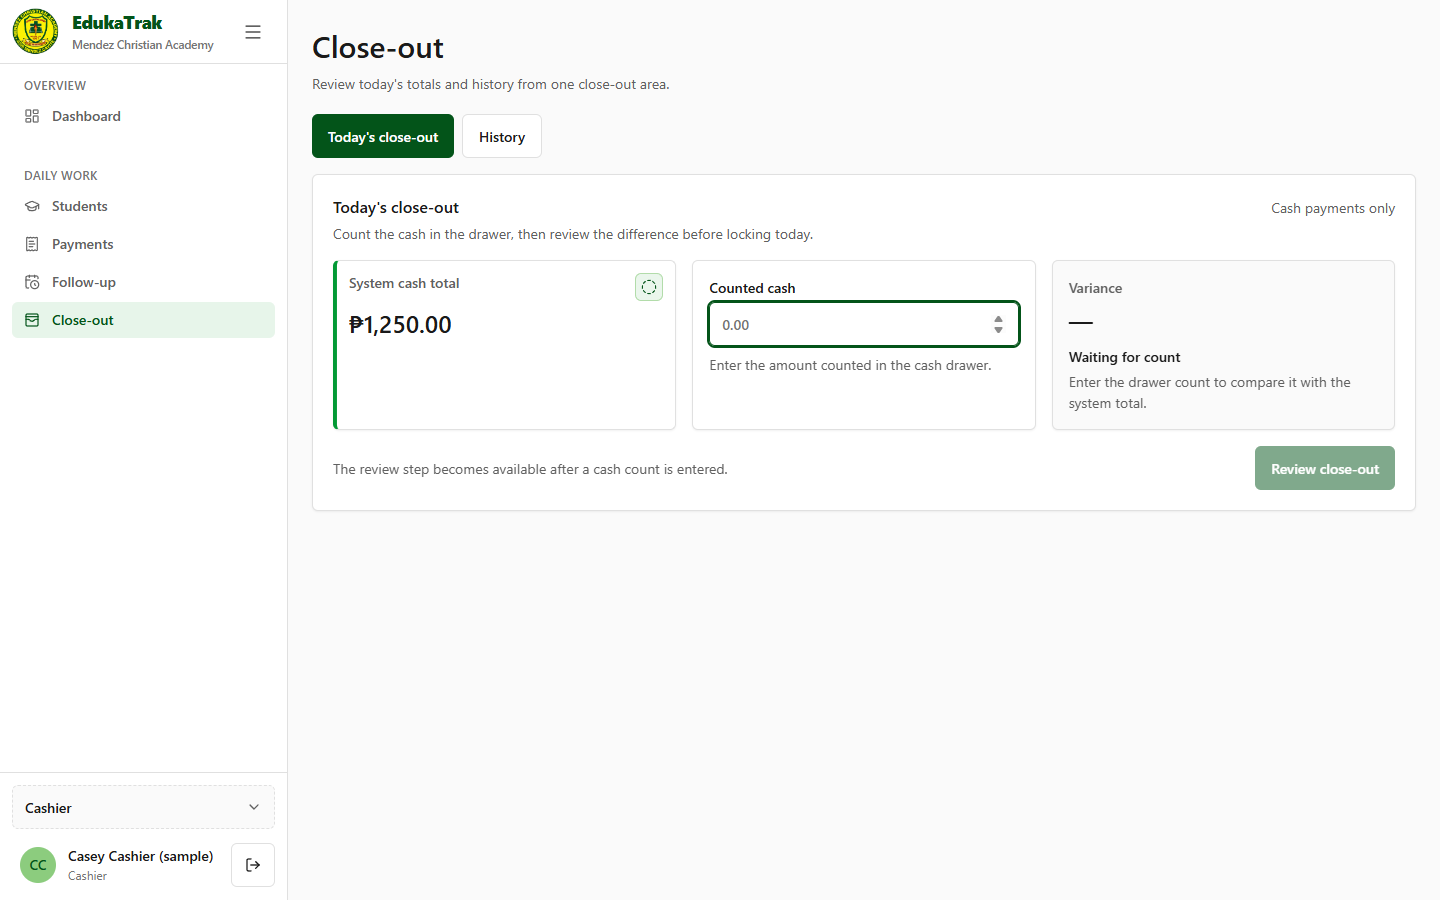 EdukaTrak
Mendez Christian Academy
OVERVIEW
Dashboard
DAILY WORK
Students
Payments
Follow-up
Close-out
Cashier
CC
Casey Cashier (sample)
Cashier
Close-out
Review today's totals and history from one close-out area.
Today's close-out
History
Today's close-out
Cash payments only
Count the cash in the drawer, then review the difference before locking today.
System cash total
₱1,250.00
Counted cash
0.00
Enter the amount counted in the cash drawer.
Variance
—
Waiting for count
Enter the drawer count to compare it with the
system total.
The review step becomes available after a cash count is entered.
Review close-out